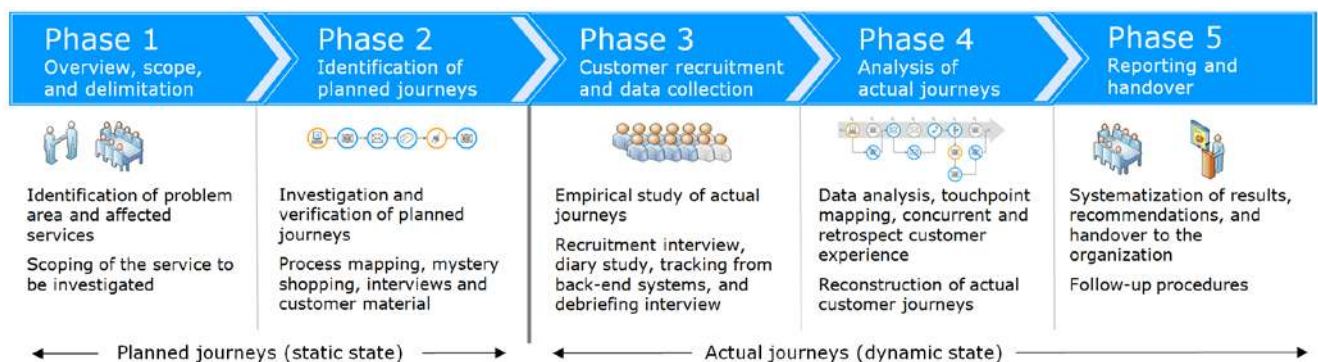 Phase 1
Overview, scope,
and delimitation
Phase 2
Identification of
planned journeys
Phase 3
Customer recruitment
and data collection
Phase 4
Analysis of
actual journeys
Phase 5
Reporting and
handover
Identification of problem
area and affected
services
Scoping of the service to
be investigated
Investigation and
verification of planned
journeys
Process mapping, mystery
shopping, interviews and
customer material
Empirical study of actual
journeys
Recruitment interview,
diary study, tracking from
back-end systems, and
debriefing interview
Data analysis, touchpoint
mapping, concurrent and
retrospect customer
experience
Reconstruction of actual
customer journeys
Systematization of results,
recommendations, and
handover to the
organization
Follow-up procedures
Planned journeys (static state)
Actual journeys (dynamic state)